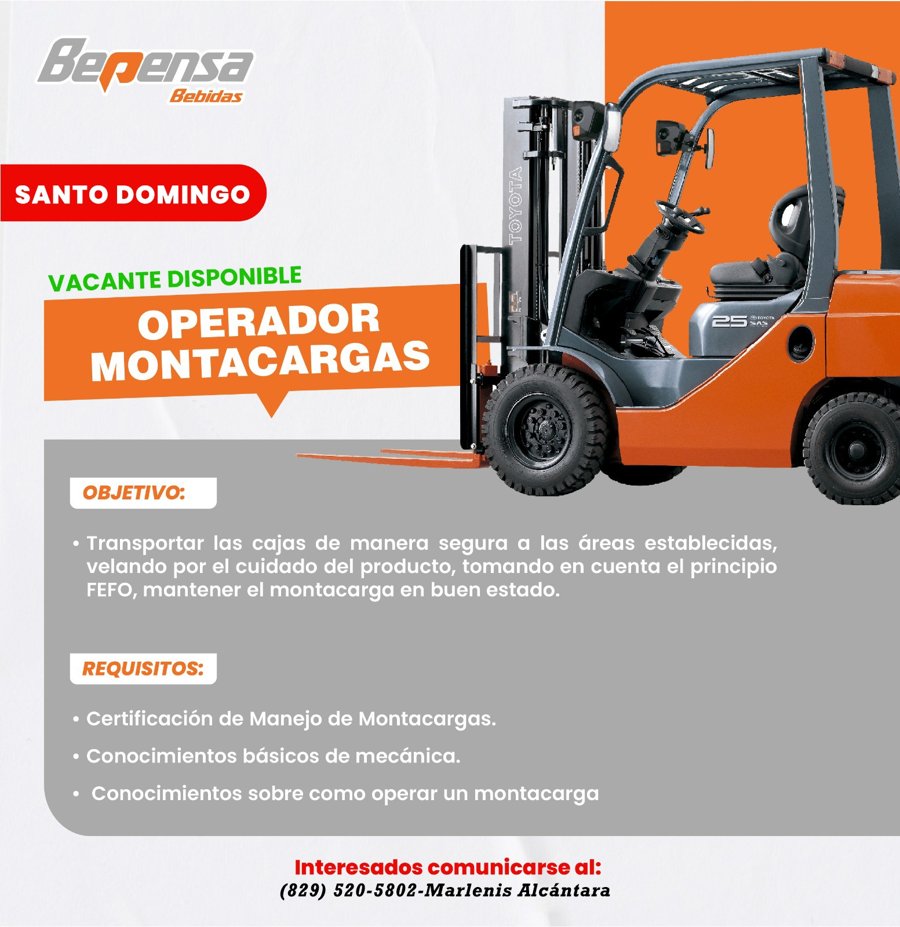 Bepensa
Bebidas
SANTO DOMINGO
VACANTE DISPONIBLE
OPERADOR
MONTACARGAS
TOYOTA
25 TOYOTA
SAS
OBJETIVO:
• Transportar las cajas de manera segura a las áreas establecidas,
velando por el cuidado del producto, tomando en cuenta el principio
FEFO, mantener el montacarga en buen estado.
REQUISITOS:
• Certificación de Manejo de Montacargas.
• Conocimientos básicos de mecánica.
• Conocimientos sobre como operar un montacarga
Interesados comunicarse al:
(829) 520-5802-Marlenis Alcántara